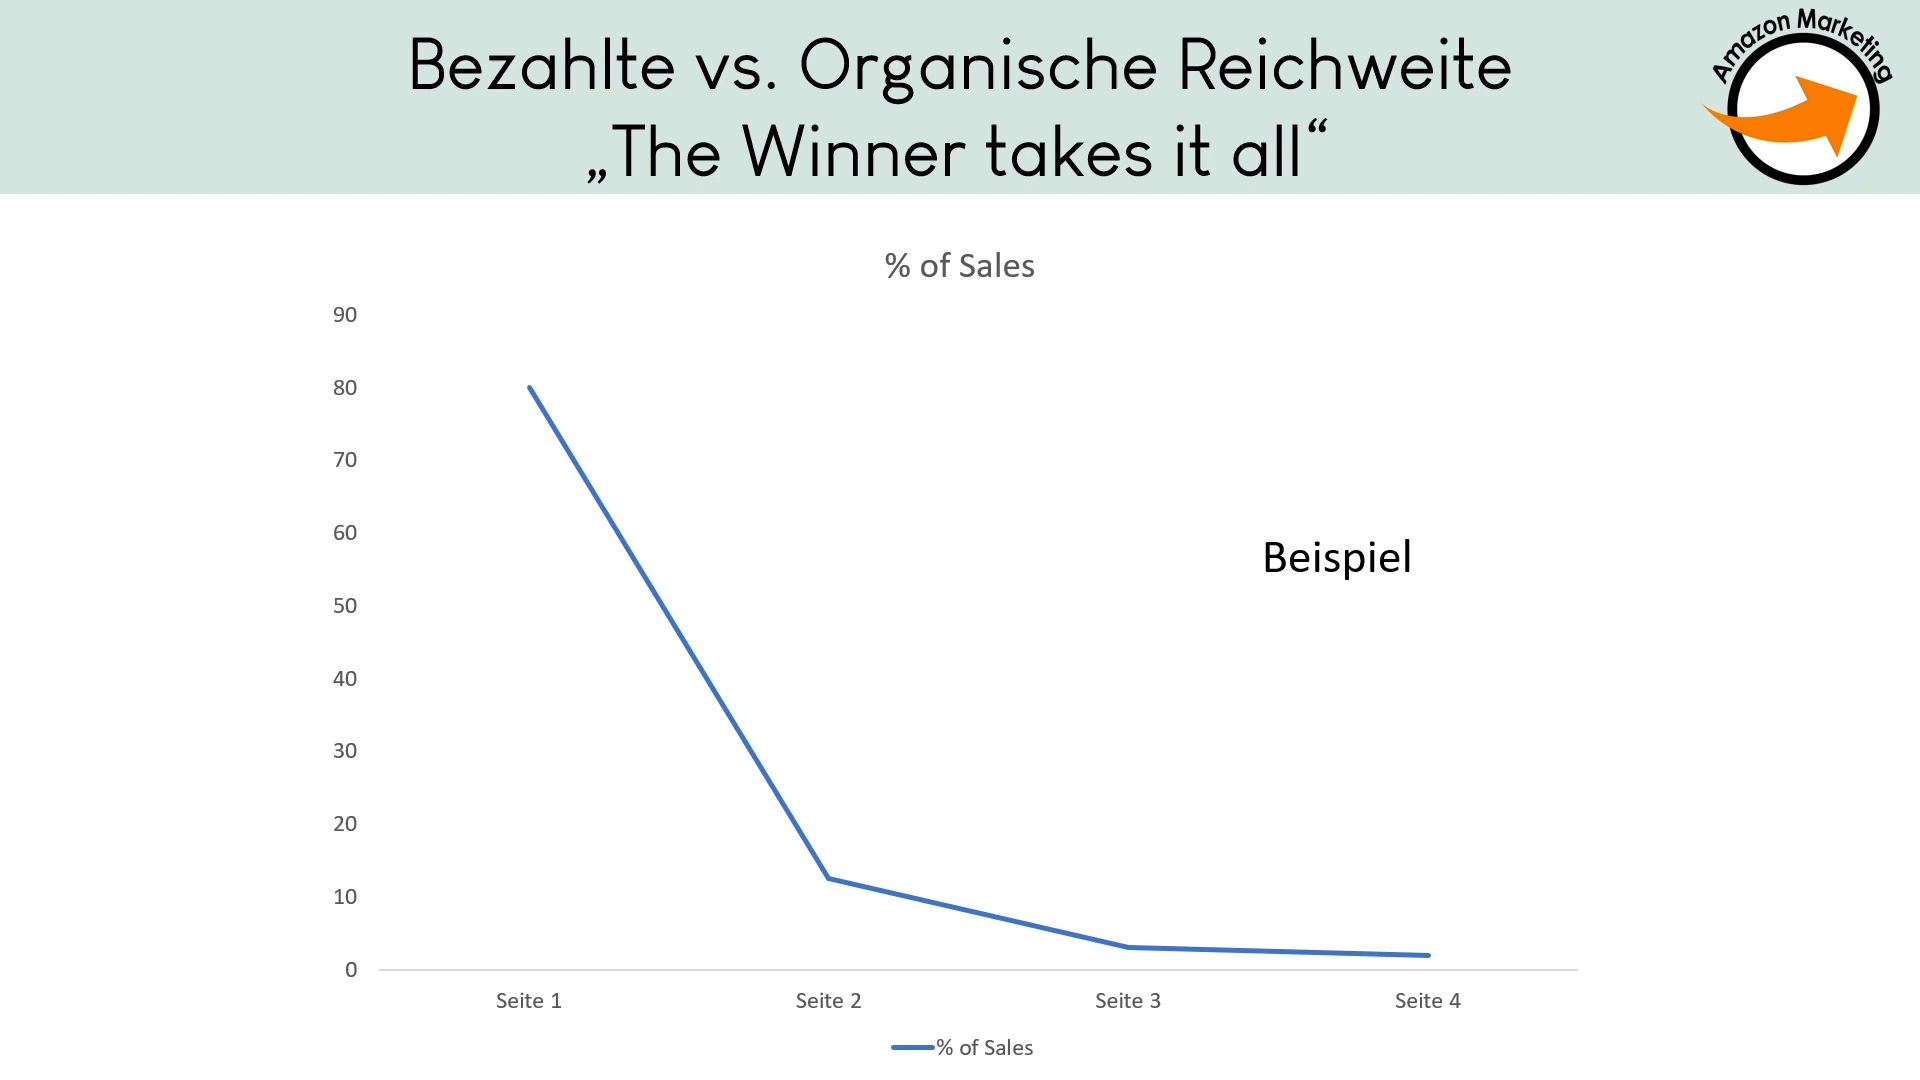 Bezahlte vs. Organische Reichweite
„The Winner takes it all“
Amazon Marketing
% of Sales
90
80
70
60
50
40
30
20
10
0
Beispiel
Seite 1
Seite 2
Seite 3
Seite 4
% of Sales